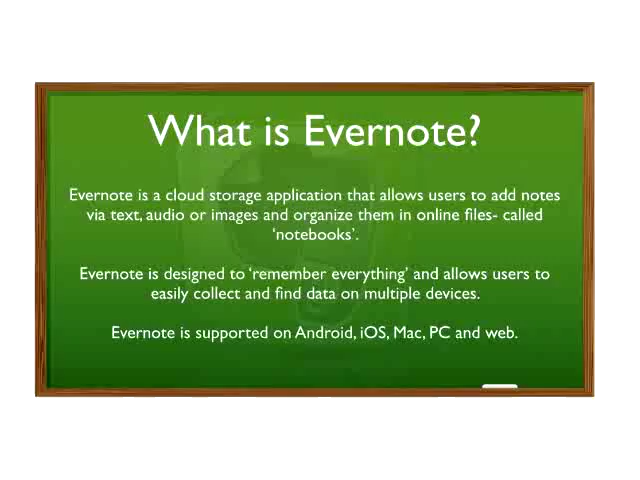 What is Evernote?
Evernote is a cloud storage application that allows users to add notes
via text, audio or images and organize them in online files- called
‘notebooks’.
Evernote is designed to ‘remember everything’ and allows users to
easily collect and find data on multiple devices.
Evernote is supported on Android, iOS, Mac, PC and web.